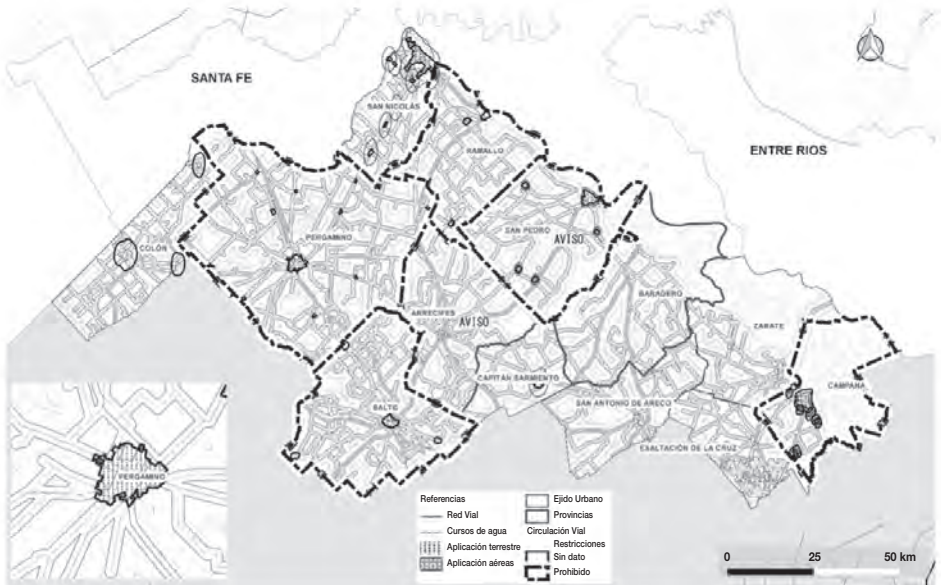 SANTA FE
SAN NICOLÁS
RAMALLO
ENTRE RIOS
COLÓN
PERGAMINO
SAN PEDRO
AVISO
BARADERO
ARRECIFES
AVISO
ZARATE
CAPITÁN SARMIENTO
CAMPANA
SALTO
SAN ANTONIO DE ARECO
EXALTACIÓN DE LA CRUZ
PERGAMINO
Referencias
Red Vial
Cursos de agua
Aplicación terrestre
Aplicación aéreas
Ejido Urbano
Provincias
Circulación Vial
Restricciones
Sin dato
Prohibido
0 25 50 km